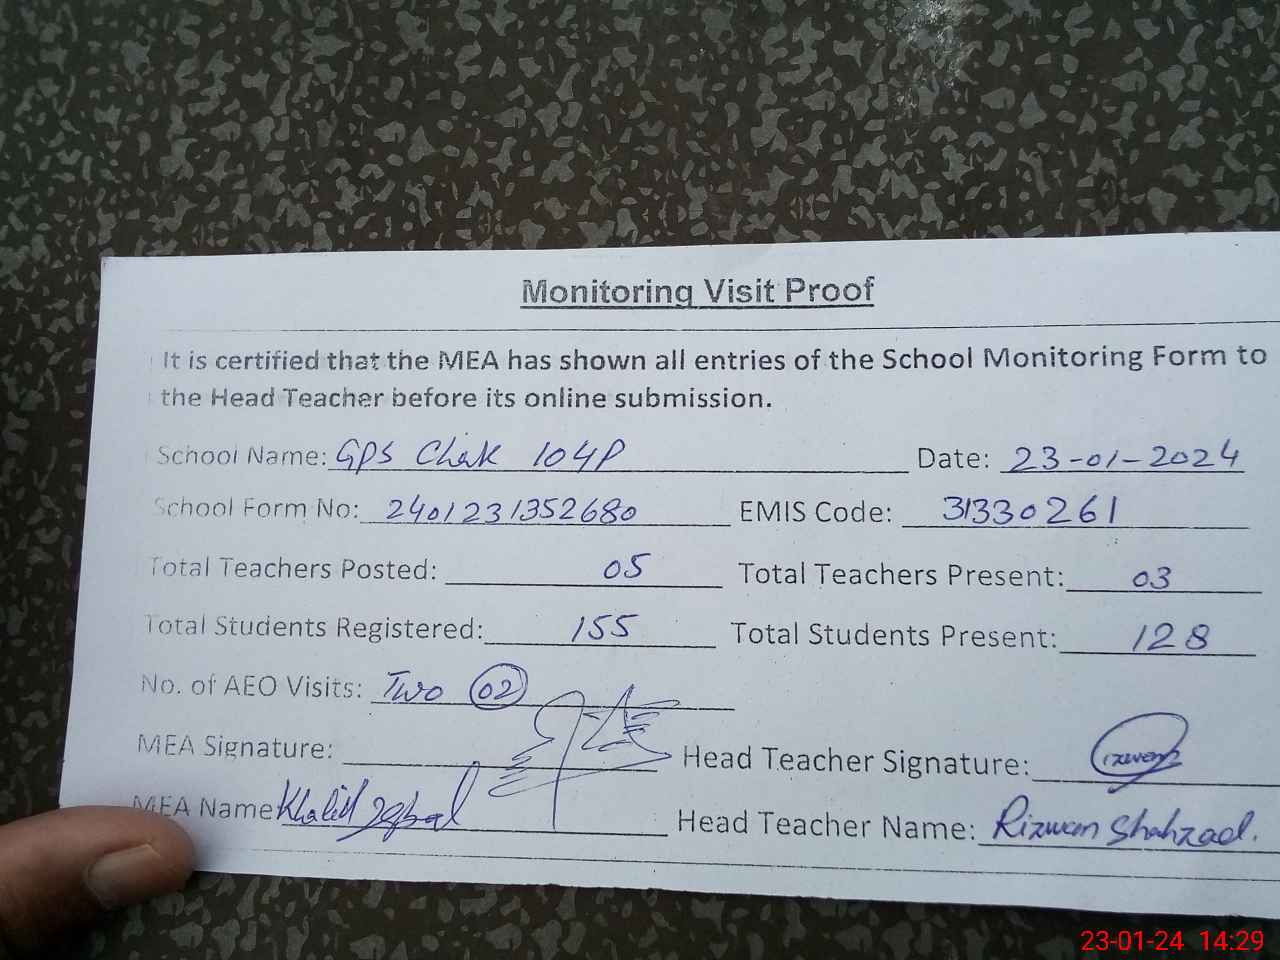 Monitoring Visit Proof
It is certified that the MEA has shown all entries of the School Monitoring Form to
the Head Teacher before its online submission.
School Name: GPS Chak 104P Date: 23-01-2024
School Form No: 2401231352680 EMIS Code: 31330261
Total Teachers Posted: 05 Total Teachers Present: 03
Total Students Registered: 155 Total Students Present: 128
No. of AEO Visits: Two 02
MEA Signature: Head Teacher Signature: Rizwan
MEA Name Khalid Iqbal Head Teacher Name: Rizwan Shahzad.
23-01-24 14:29